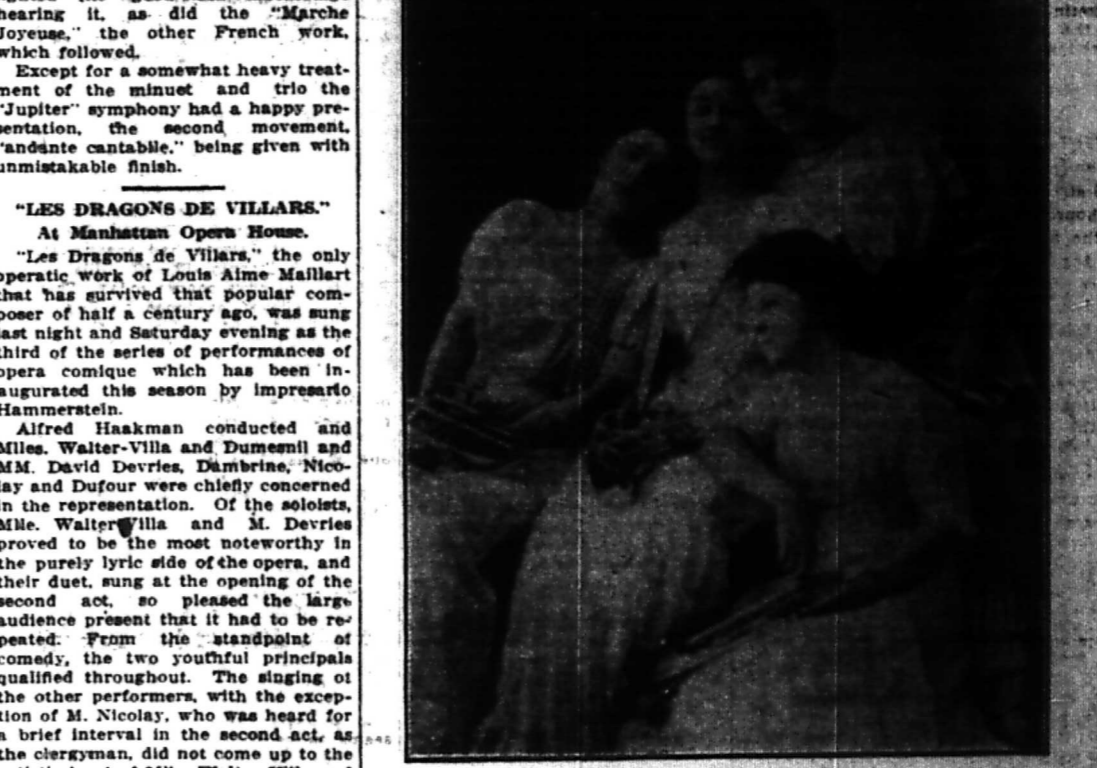 hearing it, as did the "Marche
Joyeuse," the other French work,
which followed.
Except for a somewhat heavy treat-
ment of the minuet and trio the
"Jupiter" symphony had a happy pre-
sentation, the second movement,
"andante cantabile," being given with
unmistakable finish.
"LES DRAGONS DE VILLARS."
At Manhattan Opera House.
"Les Dragons de Villars," the only
operatic work of Louis Aime Maillart
that has survived that popular com-
poser of half a century ago, was sung
last night and Saturday evening as the
third of the series of performances of
opera comique which has been in-
augurated this season by impresario
Hammerstein.
Alfred Haakman conducted and
Mlles. Walter-Villa and Dumesnil and
MM. David Devries, Dambrine, Nico-
lay and Dufour were chiefly concerned
in the representation. Of the soloists,
Mlle. Walter Villa and M. Devries
proved to be the most noteworthy in
the purely lyric side of the opera, and
their duet, sung at the opening of the
second act, so pleased the large
audience present that it had to be re-
peated. From the standpoint of
comedy, the two youthful principals
qualified throughout. The singing of
the other performers, with the excep-
tion of M. Nicolay, who was heard for
a brief interval in the second act, as
the clergyman, did not come up to the